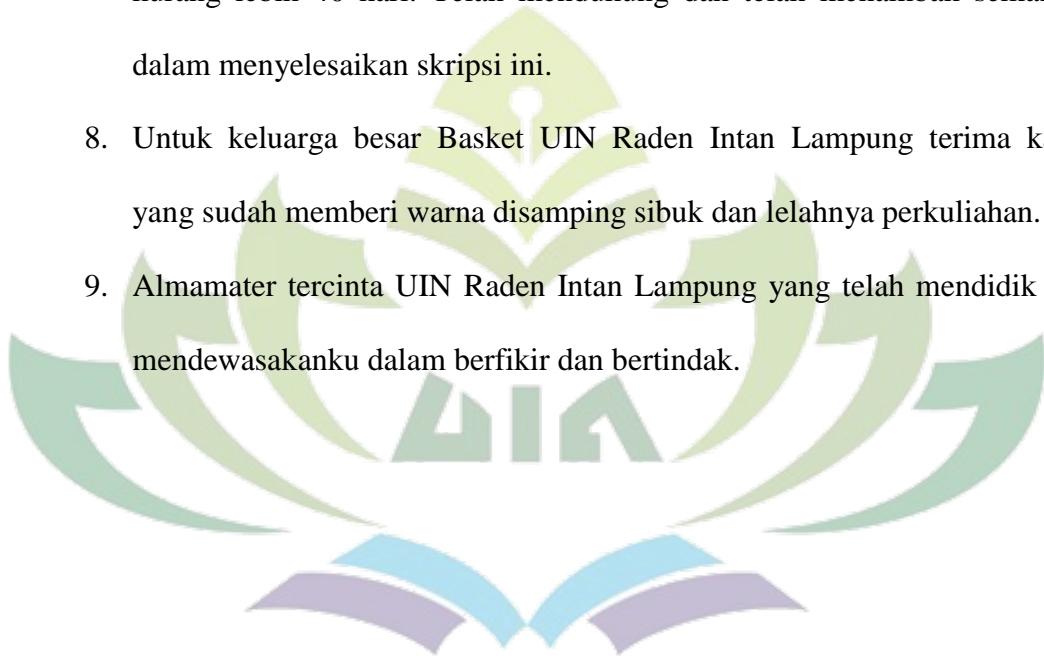 dalam menyelesaikan skripsi ini.
8. Untuk keluarga besar Basket UIN Raden Intan Lampung terima
yang sudah memberi warna disamping sibuk dan lelahnya perkuliahan.
9. Almamater tercinta UIN Raden Intan Lampung yang telah mendidik
mendewasakanku dalam berfikir dan bertindak.
UIN